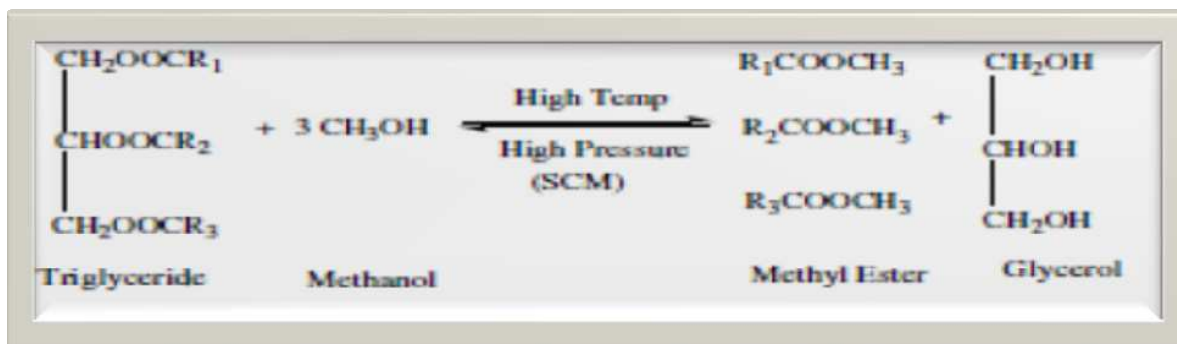 CH₂OOCR₁
CHOOCR₂
CH₂OOCR₃
Triglyceride
+ 3 CH₃OH
Methanol
High Temp
High Pressure
(SCM)
R₁COOCH₃
R₂COOCH₃
R₃COOCH₃
Methyl Ester
+
CH₂OH
CHOH
CH₂OH
Glycerol